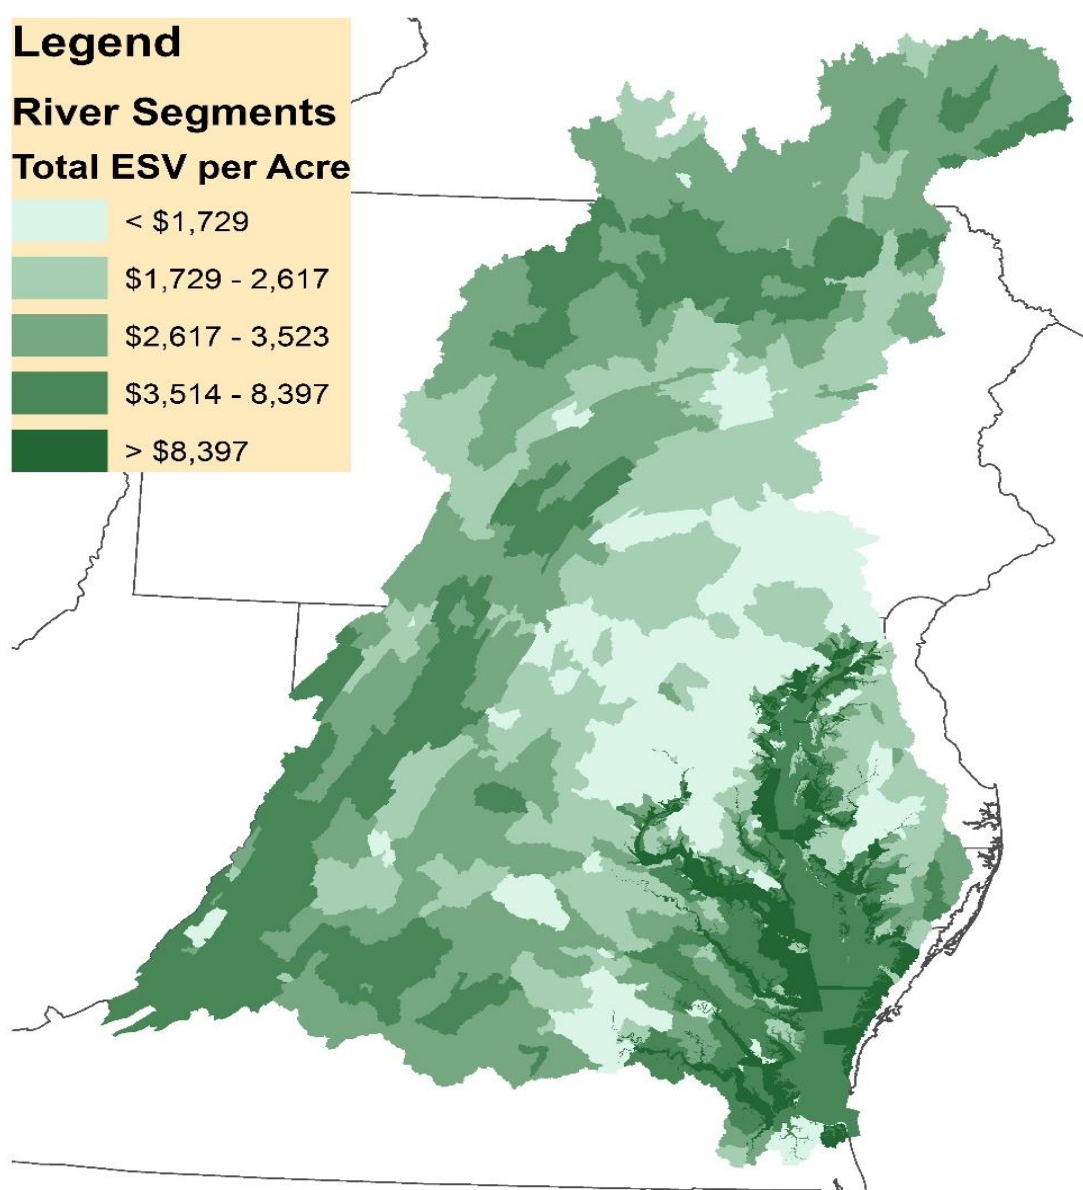 Legend
River Segments
Total ESV per Acre
< $1,729
$1,729 - 2,617
$2,617 - 3,523
$3,514 - 8,397
> $8,397